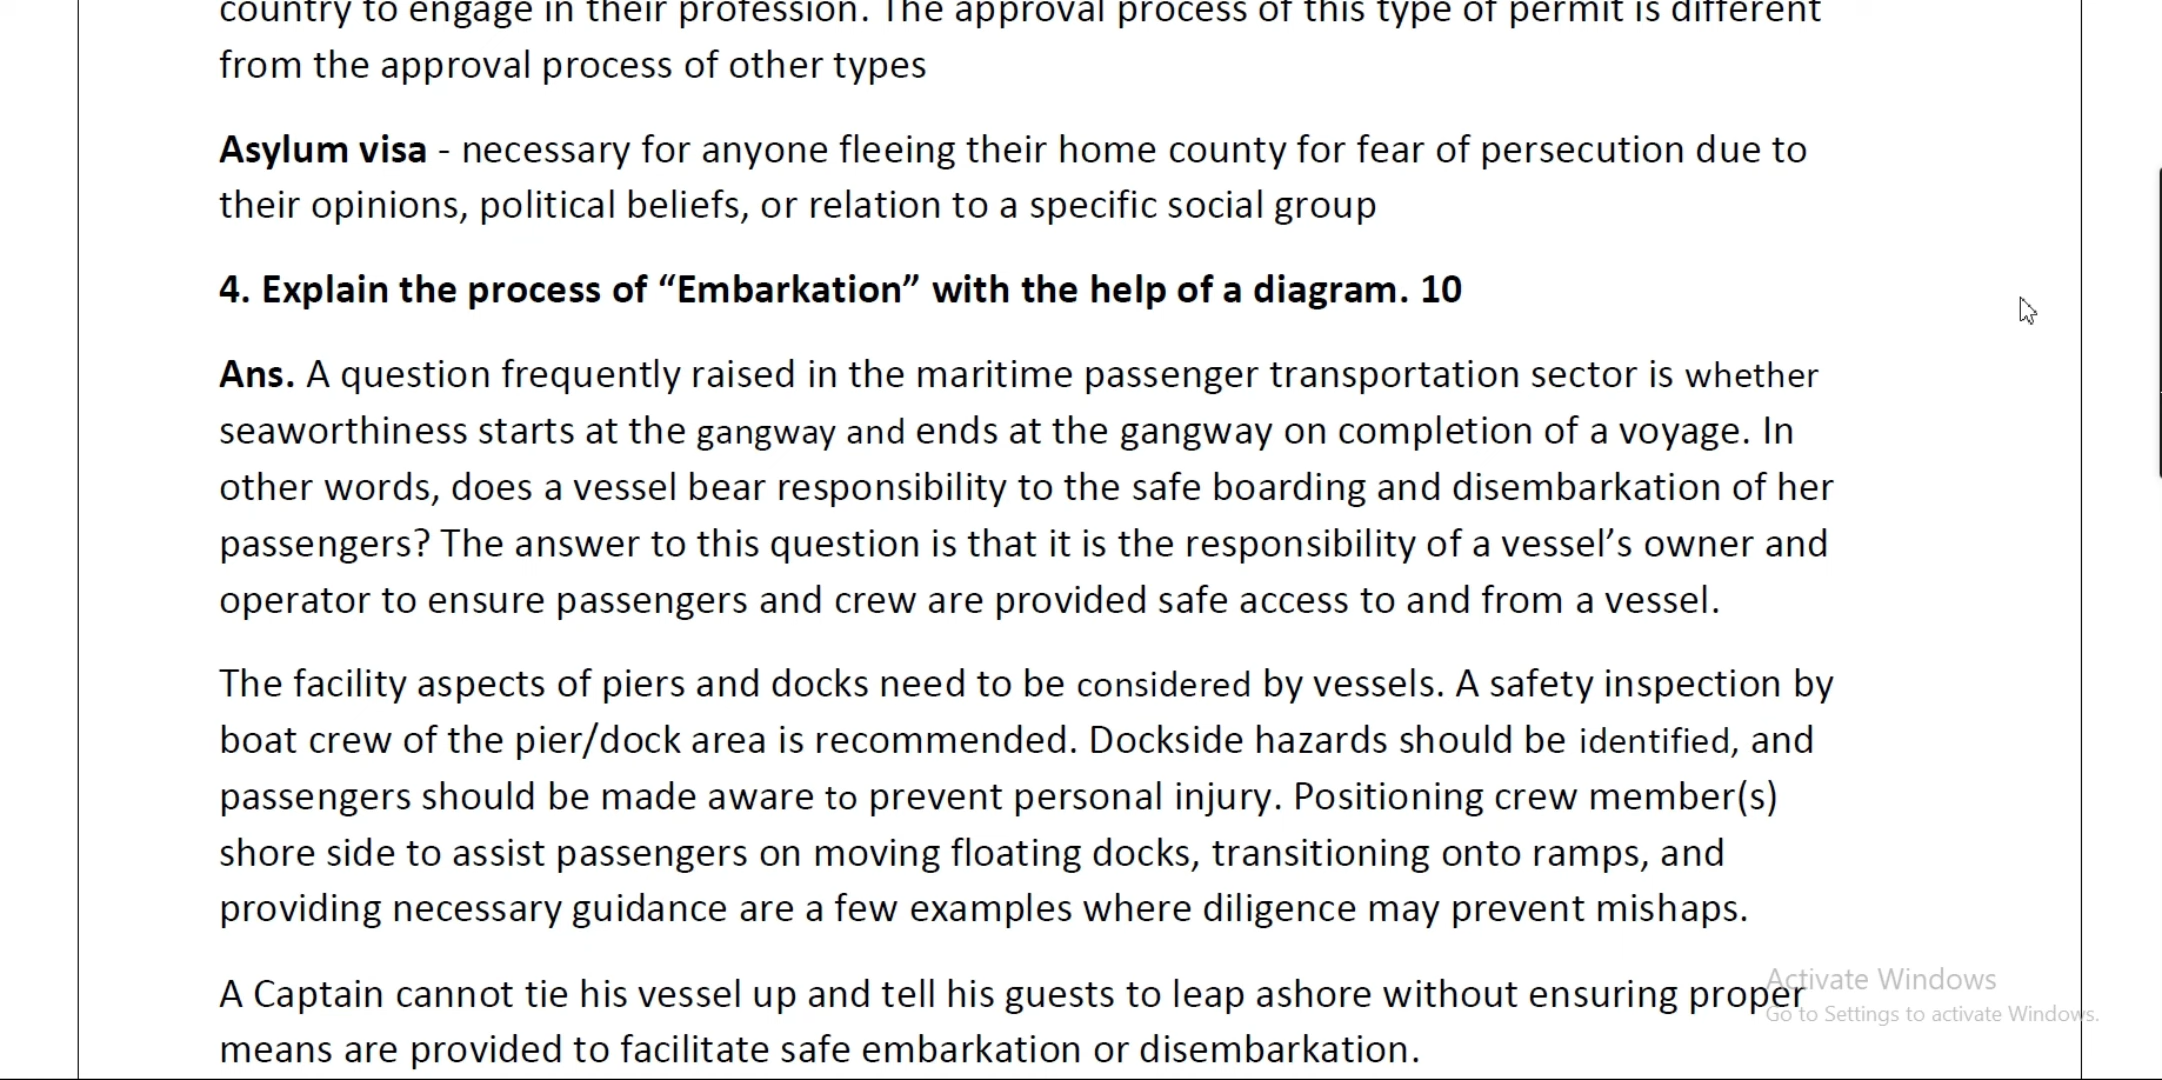 country to engage in their profession. The approval process of this type of permit is different
from the approval process of other types
Asylum visa - necessary for anyone fleeing their home county for fear of persecution due to
their opinions, political beliefs, or relation to a specific social group
4. Explain the process of “Embarkation” with the help of a diagram. 10
Ans. A question frequently raised in the maritime passenger transportation sector is whether
seaworthiness starts at the gangway and ends at the gangway on completion of a voyage. In
other words, does a vessel bear responsibility to the safe boarding and disembarkation of her
passengers? The answer to this question is that it is the responsibility of a vessel’s owner and
operator to ensure passengers and crew are provided safe access to and from a vessel.
The facility aspects of piers and docks need to be considered by vessels. A safety inspection by
boat crew of the pier/dock area is recommended. Dockside hazards should be identified, and
passengers should be made aware to prevent personal injury. Positioning crew member(s)
shore side to assist passengers on moving floating docks, transitioning onto ramps, and
providing necessary guidance are a few examples where diligence may prevent mishaps.
A Captain cannot tie his vessel up and tell his guests to leap ashore without ensuring proper
means are provided to facilitate safe embarkation or disembarkation.
Activate Windows
Go to Settings to activate Windows.